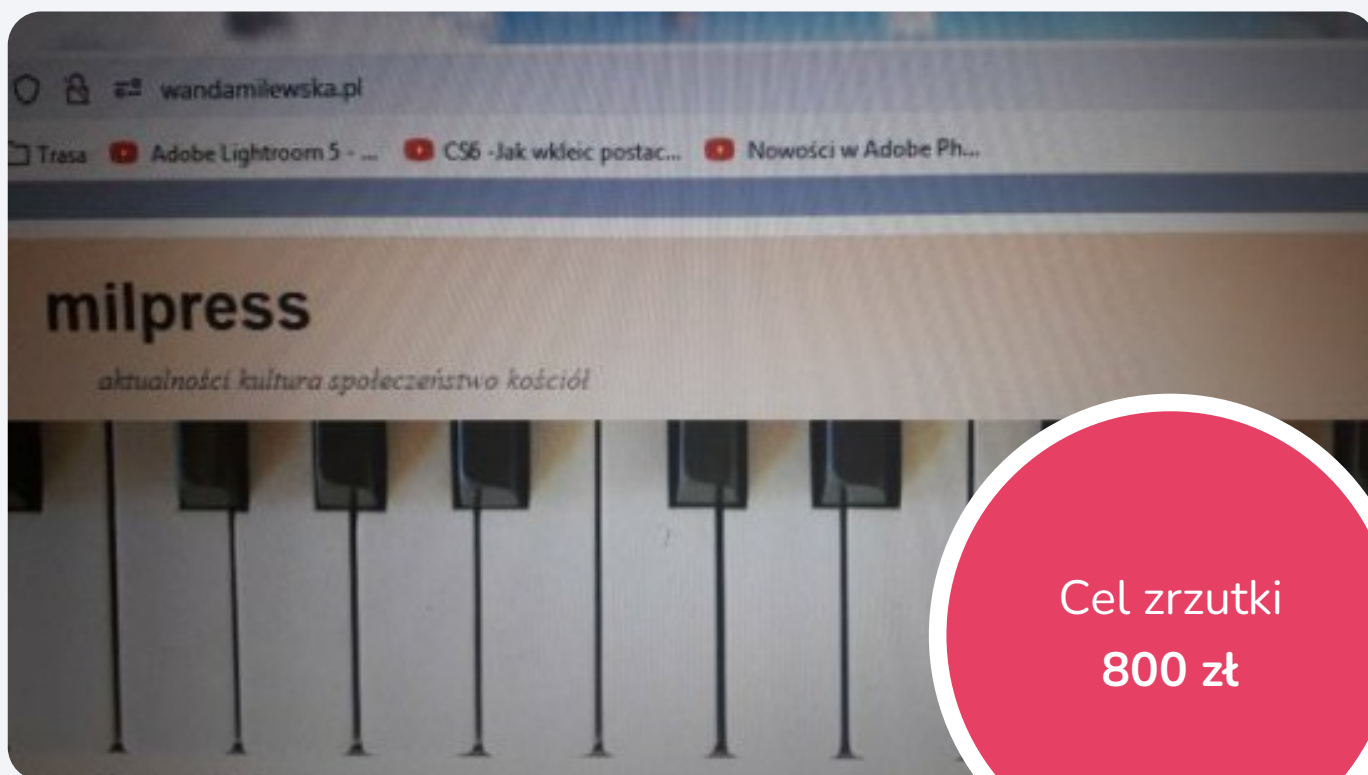 wandamilewska.pl
Trasa Adobe Lightroom 5 - ... CS6 -Jak wkleic postac... Nowości w Adobe Ph...
milpress
aktualności kultura społeczeństwo kościół
Cel zrzutki
800 zł